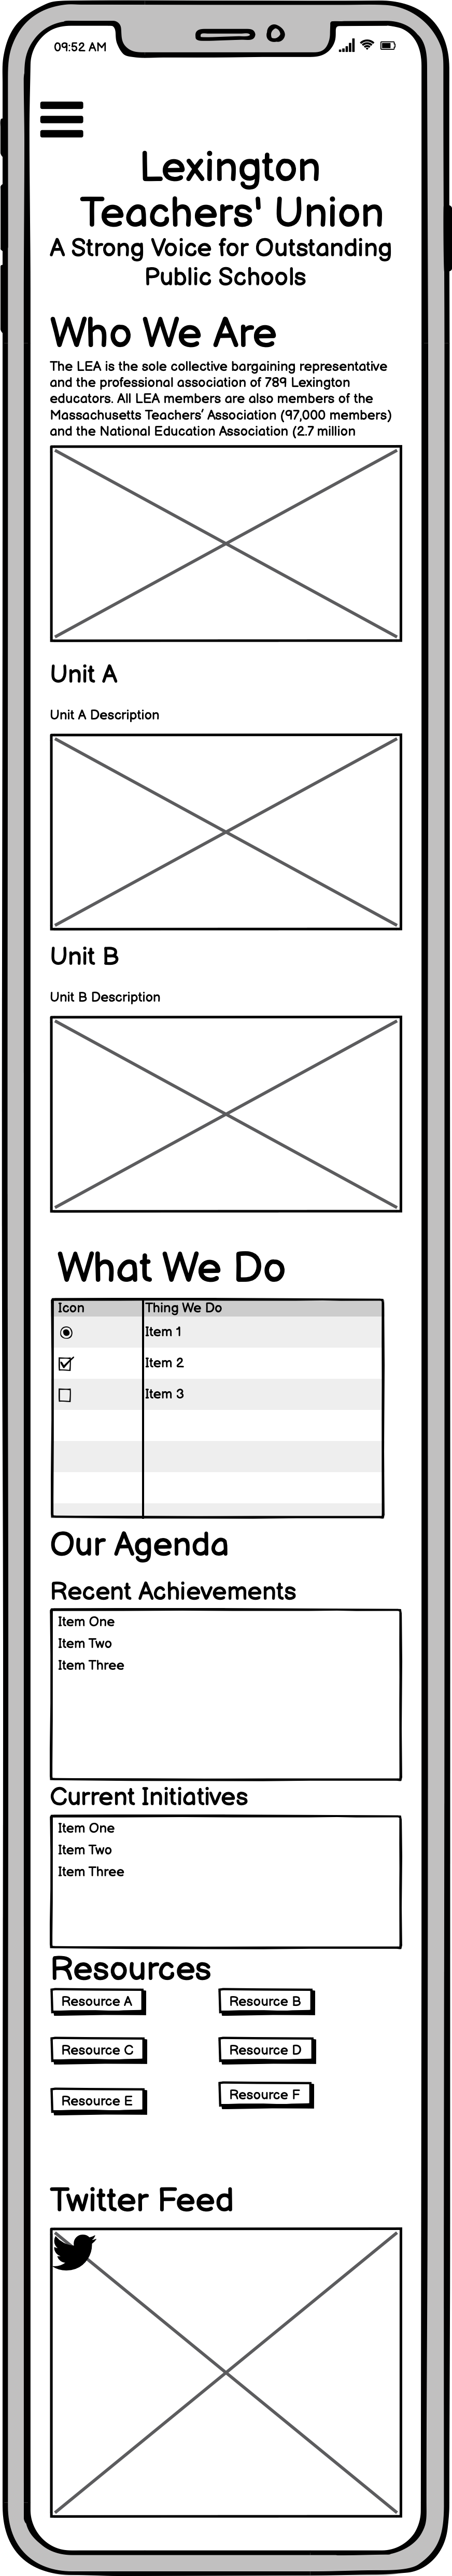 09:52 AM
Lexington
Teachers' Union
A Strong Voice for Outstanding
Public Schools
Who We Are
The LEA is the sole collective bargaining representative
and the professional association of 789 Lexington
educators. All LEA members are also members of the
Massachusetts Teachers’ Association (97,000 members)
and the National Education Association (2.7 million
Unit A
Unit A Description
Unit B
Unit B Description
What We Do
Icon Thing We Do
Item 1
Item 2
Item 3
Our Agenda
Recent Achievements
Item One
Item Two
Item Three
Current Initiatives
Item One
Item Two
Item Three
Resources
Resource A Resource B
Resource C Resource D
Resource E Resource F
Twitter Feed